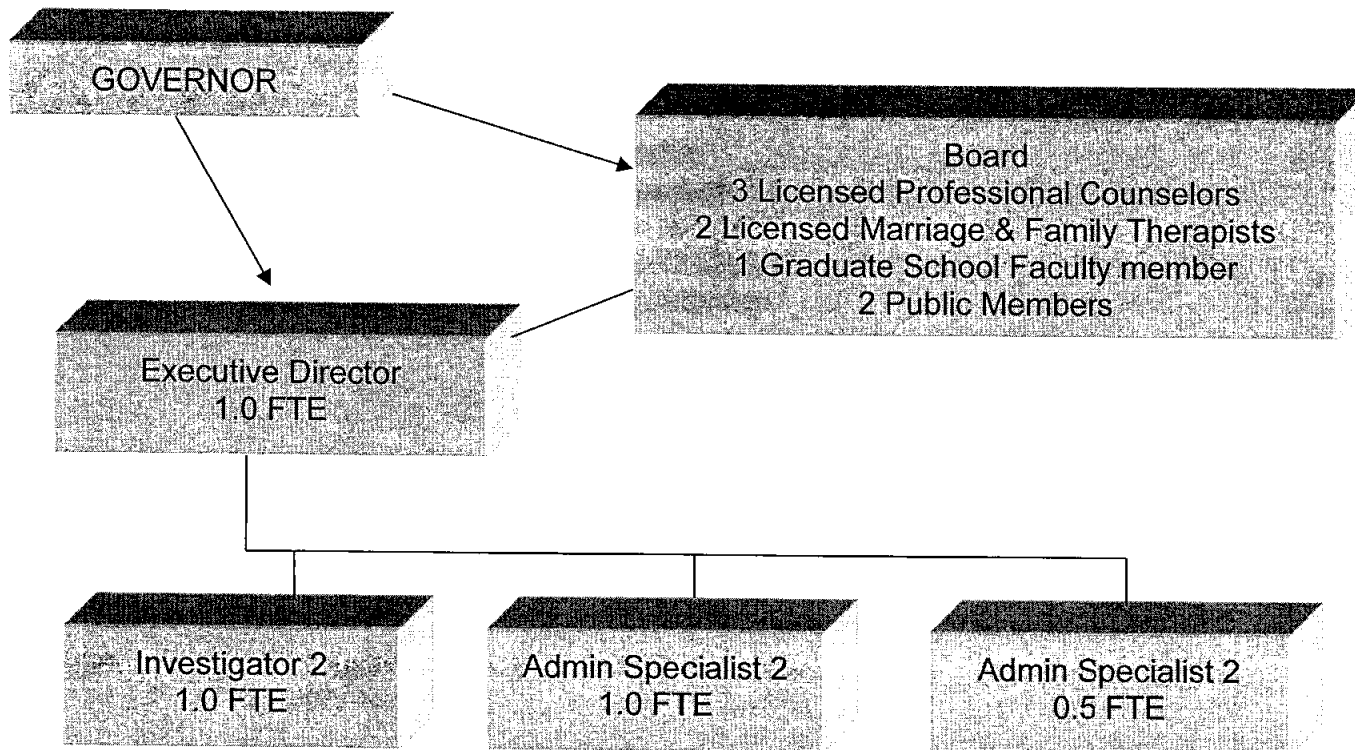 GOVERNOR
Board
3 Licensed Professional Counselors
2 Licensed Marriage & Family Therapists
1 Graduate School Faculty member
2 Public Members
Executive Director
1.0 FTE
Investigator 2
1.0 FTE
Admin Specialist 2
1.0 FTE
Admin Specialist 2
0.5 FTE